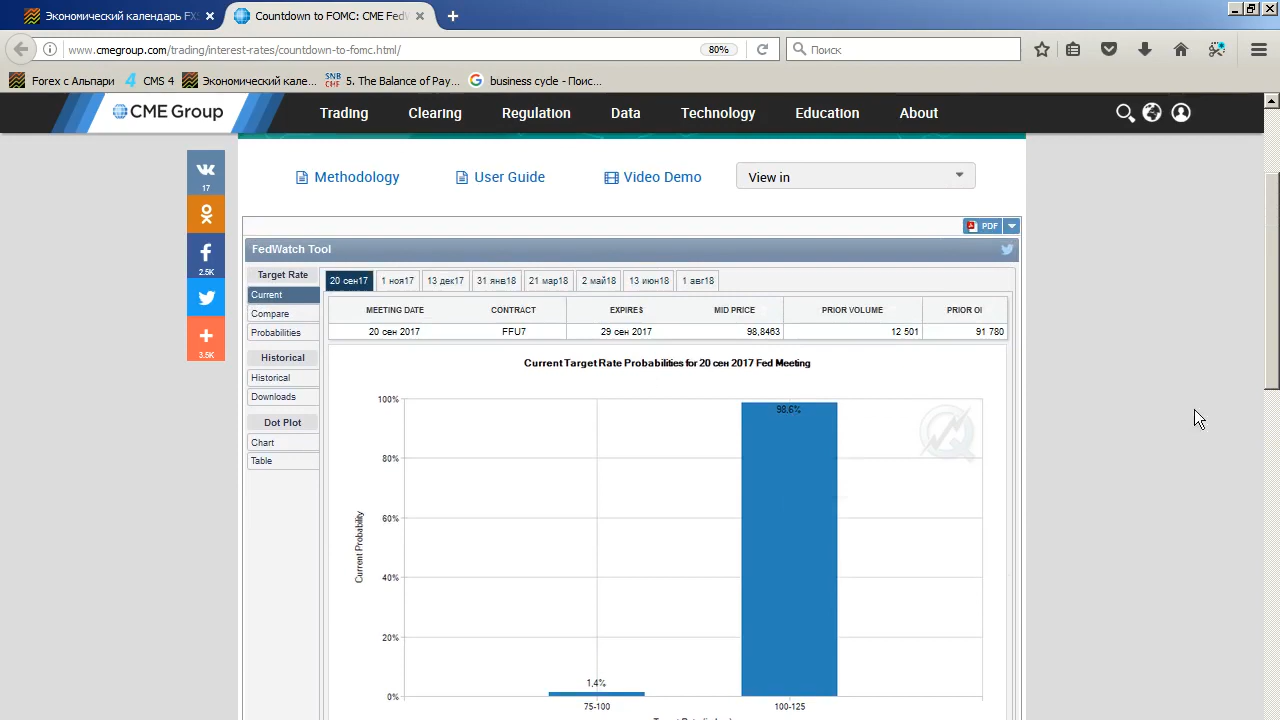 Экономический календарь FXS
Countdown to FOMC: CME FedW
www.cmegroup.com/trading/interest-rates/countdown-to-fomc.html/
80%
Поиск
Forex с Альпари
CMS 4
Экономический кале...
SNB
5. The Balance of Pay...
business cycle - Поис...
CME Group
Trading
Clearing
Regulation
Data
Technology
Education
About
17
2.5K
3.5K
Methodology
User Guide
Video Demo
View in
PDF
FedWatch Tool
Target Rate
Current
Compare
Probabilities
Historical
Historical
Downloads
Dot Plot
Chart
Table
20 сен17
1 ноя17
13 дек17
31 янв18
21 мар18
2 май18
13 июн18
1 авг18
MEETING DATE
CONTRACT
EXPIRES
MID PRICE
PRIOR VOLUME
PRIOR OI
20 сен 2017
FFU7
29 сен 2017
98,8463
12 501
91 780
Current Target Rate Probabilities for 20 сен 2017 Fed Meeting
Current Probability
100%
80%
60%
40%
20%
0%
98,6%
1,4%
75-100
100-125